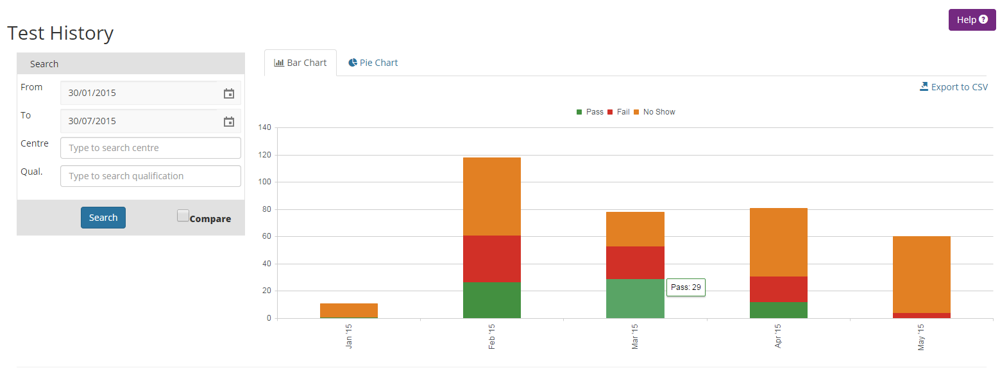 Help
Test History
Search
From
30/01/2015
To
30/07/2015
Centre
Type to search centre
Qual.
Type to search qualification
Search
Compare
Bar Chart
Pie Chart
Export to CSV
Pass Fail No Show
140
120
100
80
60
40
20
0
Pass: 29
Jan '15
Feb '15
Mar '15
Apr '15
May '15